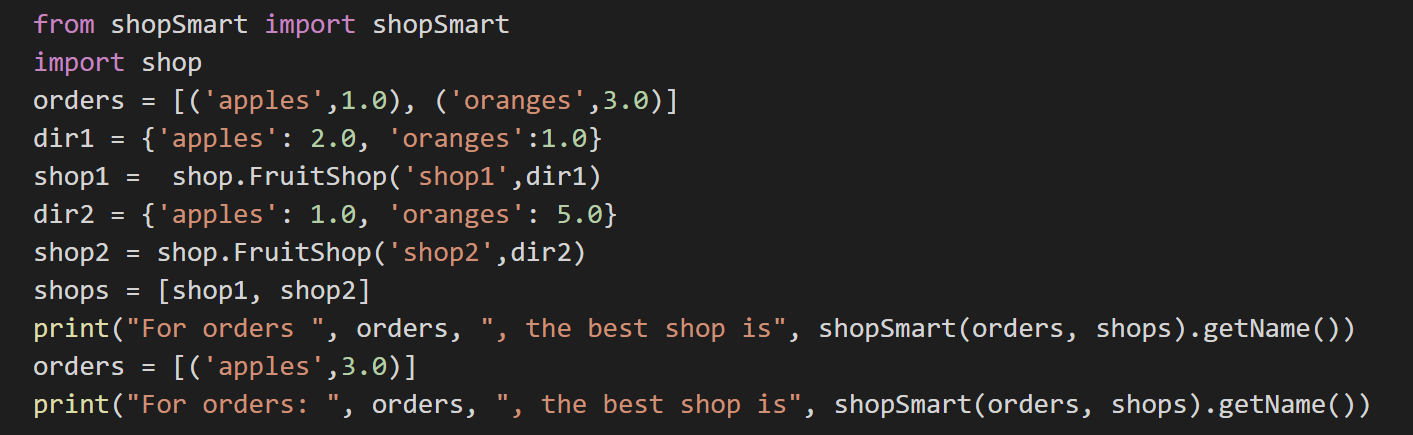 from shopSmart import shopSmart
import shop
orders = [('apples',1.0), ('oranges',3.0)]
dir1 = {'apples': 2.0, 'oranges':1.0}
shop1 =  shop.FruitShop('shop1',dir1)
dir2 = {'apples': 1.0, 'oranges': 5.0}
shop2 = shop.FruitShop('shop2',dir2)
shops = [shop1, shop2]
print("For orders ", orders, ", the best shop is", shopSmart(orders, shops).getName())
orders = [('apples',3.0)]
print("For orders: ", orders, ", the best shop is", shopSmart(orders, shops).getName())